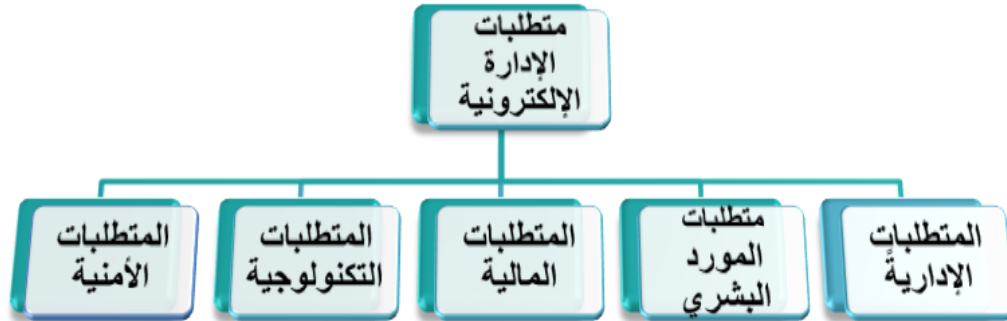 متطلبات
الإدارة
الإلكترونية
المتطلبات
الإداريةً
متطلبات
المورد
البشري
المتطلبات
المالية
المتطلبات
التكنولوجية
المتطلبات
الأمنية